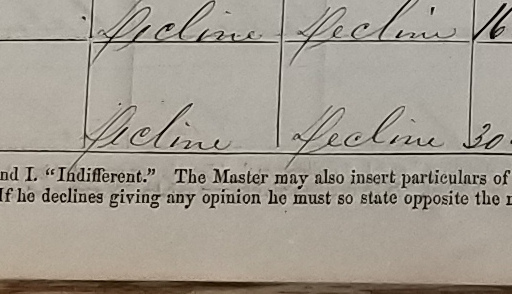 Decline Decline 16
Decline Decline 30
nd I. “Indifferent.” The Master may also insert particulars of
If he declines giving any opinion he must so state opposite the